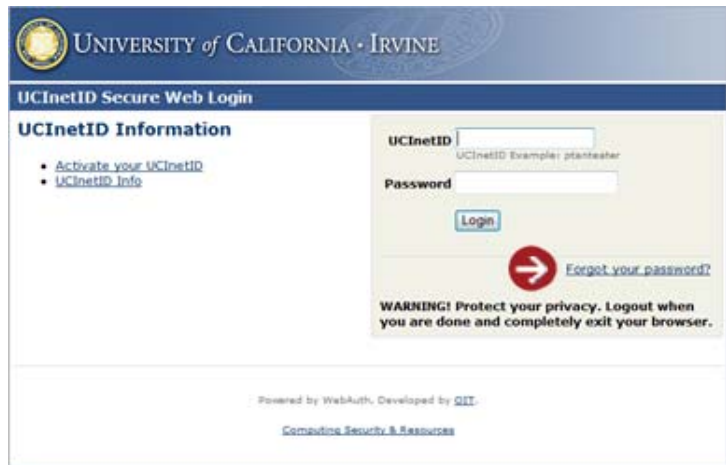 UNIVERSITY of CALIFORNIA • IRVINE
UCInetID Secure Web Login
UCInetID Information
Activate your UCInetID
UCInetID Info
UCInetID
UCInetID Example: ptanteater
Password
Login
Forgot your password?
WARNING! Protect your privacy. Logout when
you are done and completely exit your browser.
Powered by WebAuth. Developed by OIT.
Computing Security & Resources